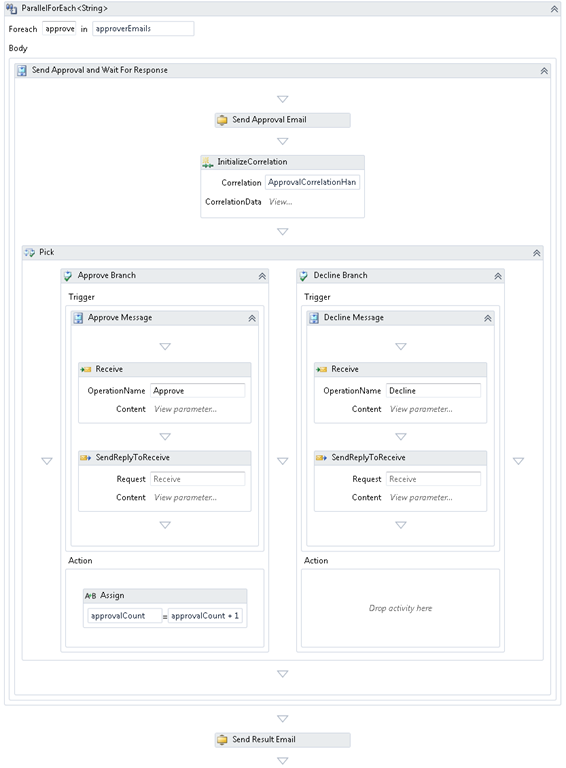 ParallelForEach<String>
Foreach approve in approverEmails
Body
Send Approval and Wait For Response
Send Approval Email
InitializeCorrelation
Correlation ApprovalCorrelationHan
CorrelationData View...
Pick
Approve Branch
Trigger
Approve Message
Receive
OperationName Approve
Content View parameter...
SendReplyToReceive
Request Receive
Content View parameter...
Action
A+B Assign
approvalCount = approvalCount + 1
Decline Branch
Trigger
Decline Message
Receive
OperationName Decline
Content View parameter...
SendReplyToReceive
Request Receive
Content View parameter...
Action
Drop activity here
Send Result Email